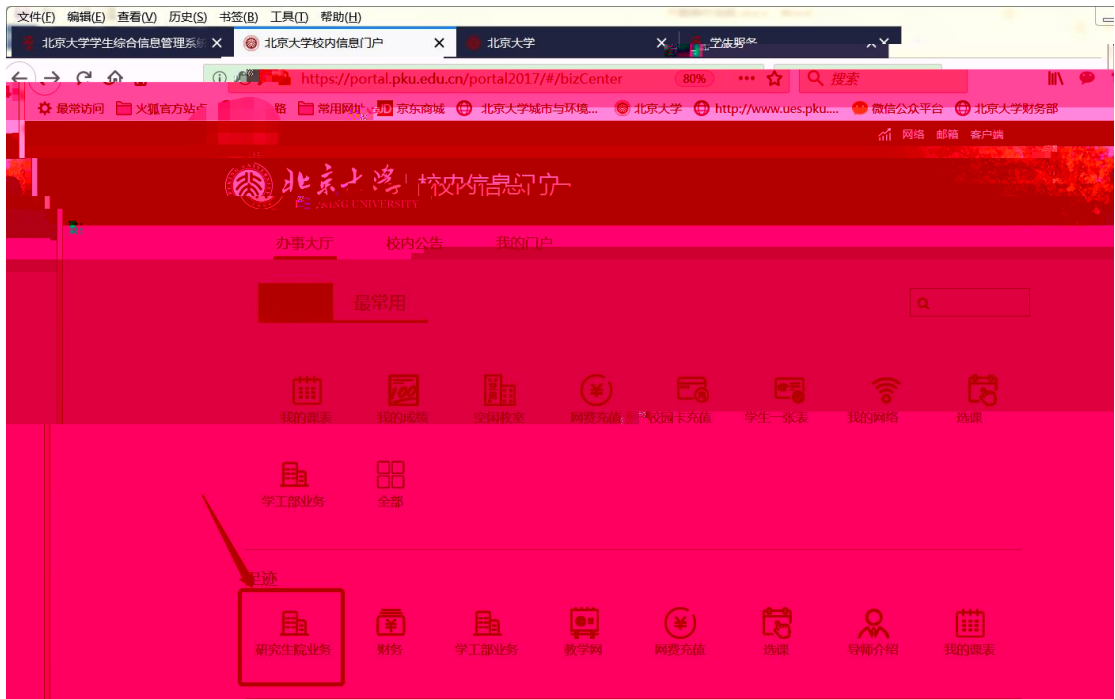 文件(F) 编辑(E) 查看(V) 历史(S) 书签(B) 工具(T) 帮助(H)
北京大学学生综合信息管理系统 × 北京大学校内信息门户 × 北京大学 ×
https://portal.pku.edu.cn/portal2017/#/bizCenter 80% 搜索
最常访问 火狐官方站点 常用网址 JD 京东商城 北京大学城市与环境... 北京大学 http://www.ues.pku.... 微信公众平台 北京大学财务部
网络 邮箱 客户端
北京大学 校内信息门户
UNIVERSITY
办事大厅 校内公告 我的门户
最常用
我的课表 我的成绩 空闲教室 网费充值 校园卡充值 学生一张表 我的网络 选课
学工部业务 全部
足迹
研究生院业务 财务 学工部业务 教学网 网费充值 选课 导师介绍 我的课表